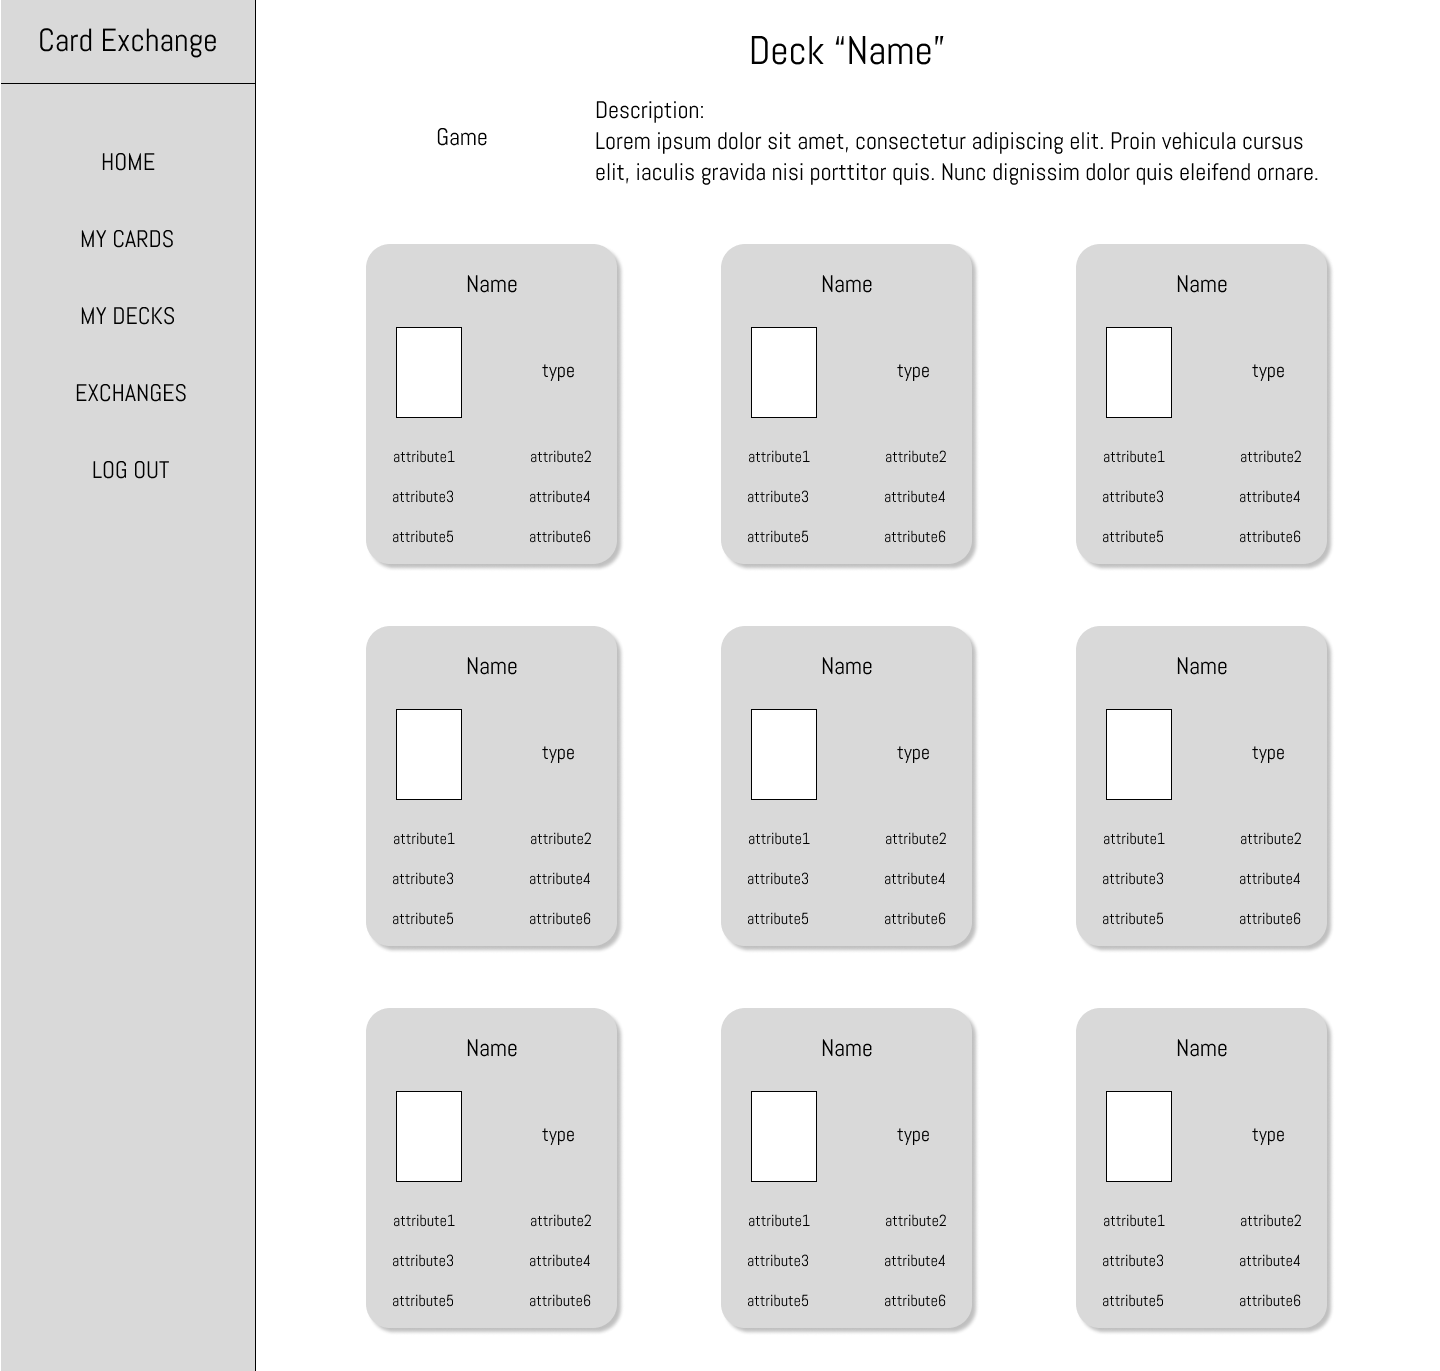 Card Exchange
HOME
MY CARDS
MY DECKS
EXCHANGES
LOG OUT
Deck “Name”
Game
Description:
Lorem ipsum dolor sit amet, consectetur adipiscing elit. Proin vehicula cursus
elit, iaculis gravida nisi porttitor quis. Nunc dignissim dolor quis eleifend ornare.
Name
type
attribute1 attribute2
attribute3 attribute4
attribute5 attribute6
Name
type
attribute1 attribute2
attribute3 attribute4
attribute5 attribute6
Name
type
attribute1 attribute2
attribute3 attribute4
attribute5 attribute6
Name
type
attribute1 attribute2
attribute3 attribute4
attribute5 attribute6
Name
type
attribute1 attribute2
attribute3 attribute4
attribute5 attribute6
Name
type
attribute1 attribute2
attribute3 attribute4
attribute5 attribute6
Name
type
attribute1 attribute2
attribute3 attribute4
attribute5 attribute6
Name
type
attribute1 attribute2
attribute3 attribute4
attribute5 attribute6
Name
type
attribute1 attribute2
attribute3 attribute4
attribute5 attribute6